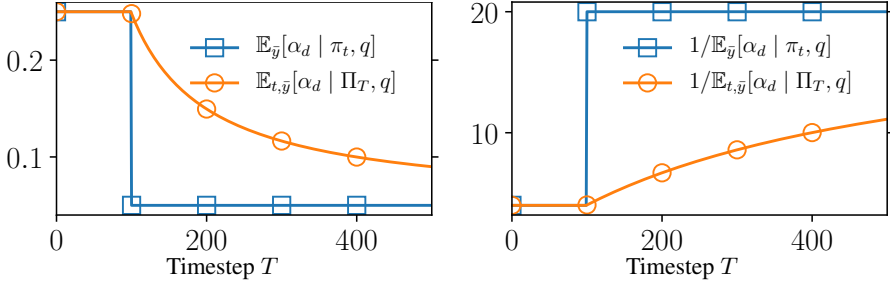 0.2
0.1
𝔼_ȳ[α_d | π_t, q]
𝔼_{t,ȳ}[α_d | Π_T, q]
0 200 400
Timestep T
20
10
1/𝔼_ȳ[α_d | π_t, q]
1/𝔼_{t,ȳ}[α_d | Π_T, q]
0 200 400
Timestep T